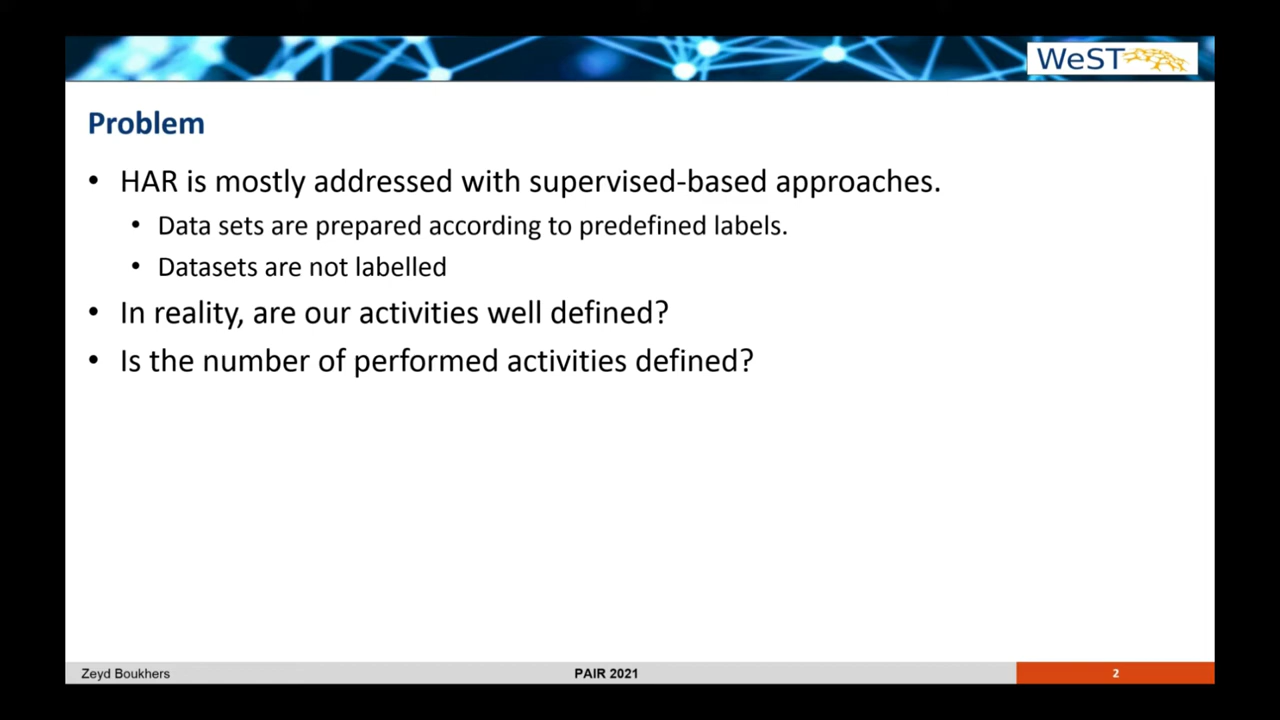 WeST
Problem
• HAR is mostly addressed with supervised-based approaches.
• Data sets are prepared according to predefined labels.
• Datasets are not labelled
• In reality, are our activities well defined?
• Is the number of performed activities defined?
Zeyd Boukhers PAIR 2021 2